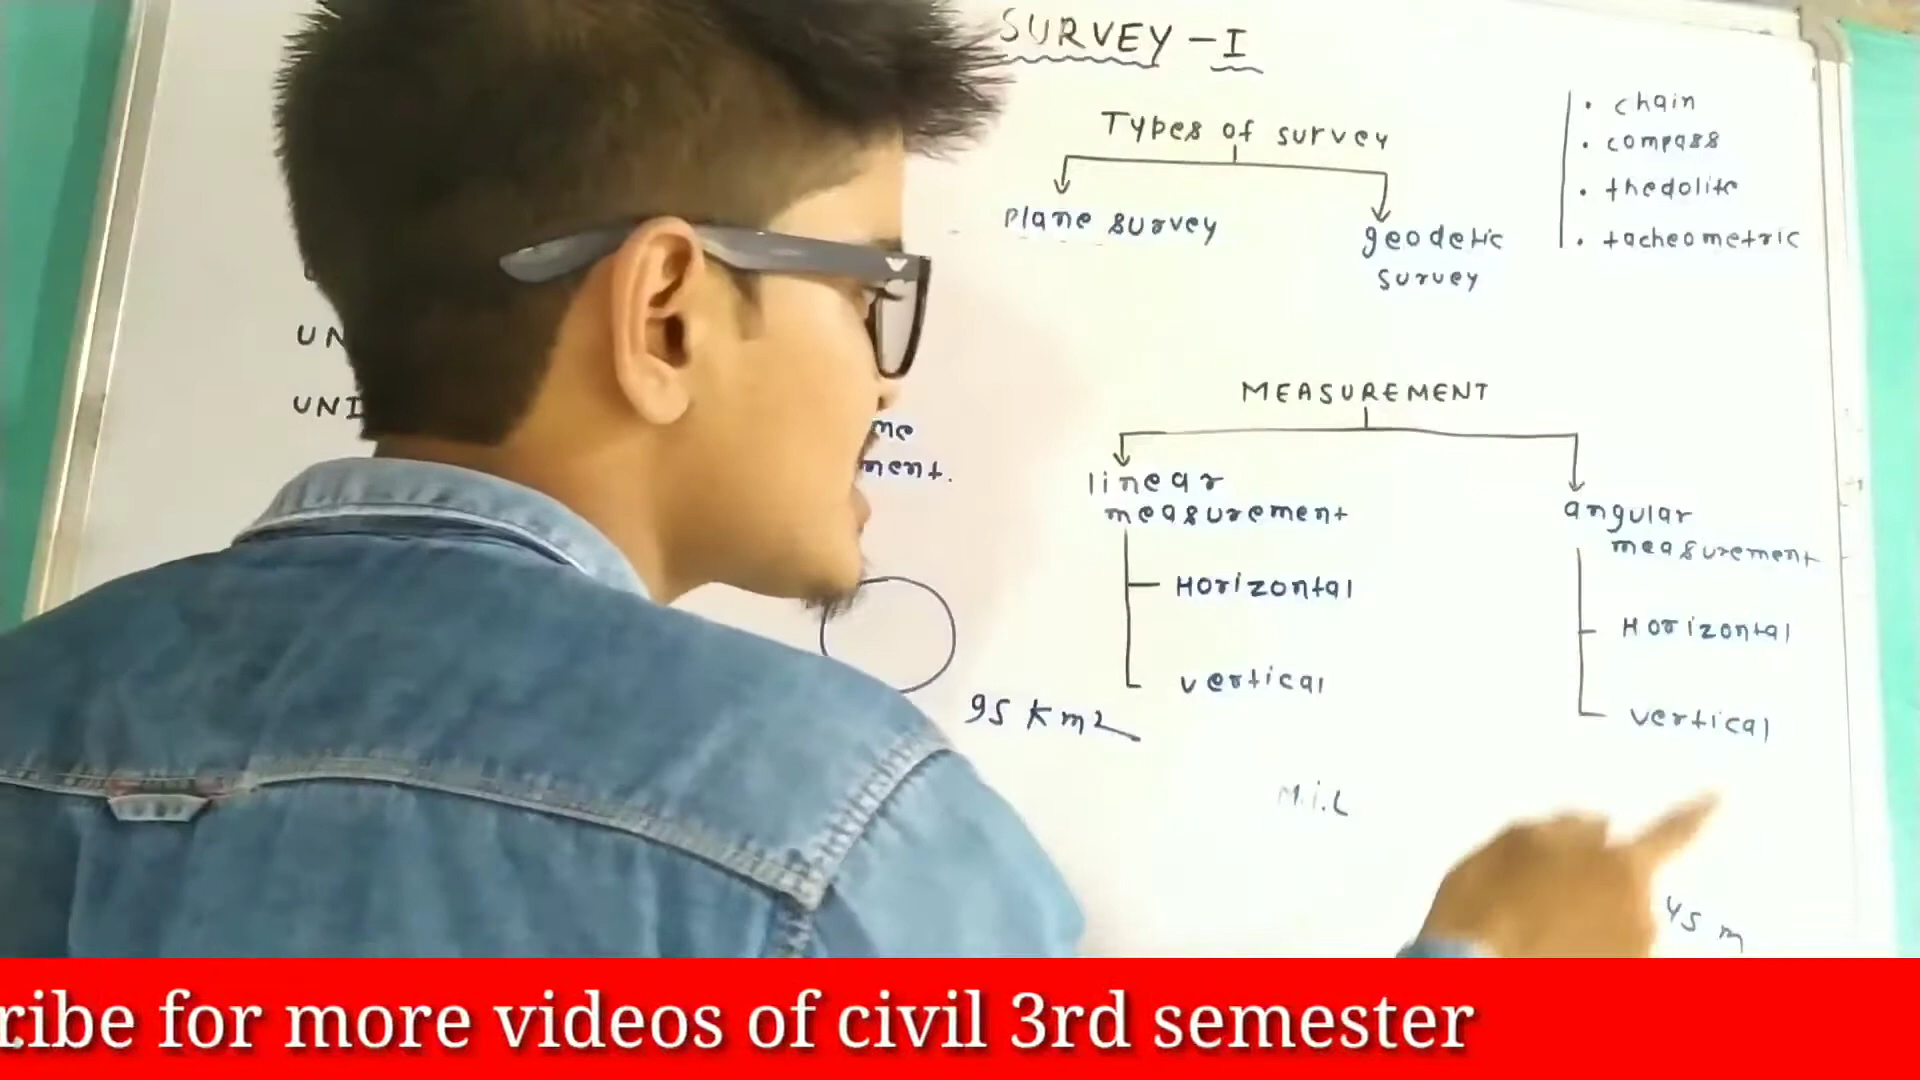 SURVEY - I
Types of survey
plane survey
geodetic
survey
• chain
• compass
• thedolite
• tacheometric
UN
UNI
me
ment.
MEASUREMENT
linear
measurement
Horizontal
vertical
angular
measurement
Horizontal
vertical
95 Km2
M.i.L
45 m
ribe for more videos of civil 3rd semester